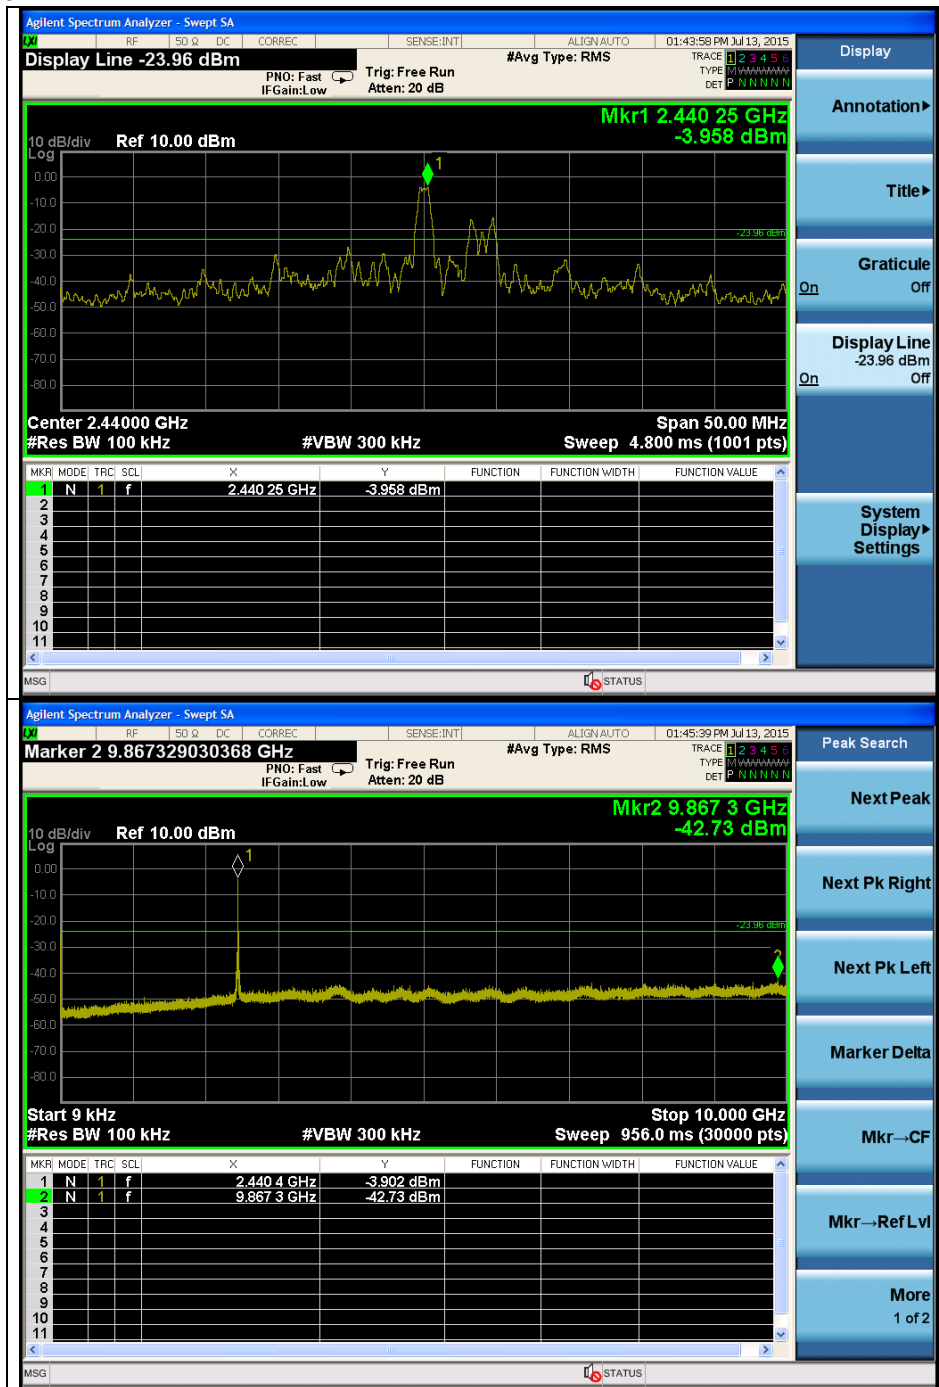 Agilent Spectrum Analyzer - Swept SA
LXI RF 50 Ω DC CORREC SENSE:INT ALIGN AUTO 01:43:58 PM Jul 13, 2015
Display Line -23.96 dBm
PNO: Fast
IFGain:Low
Trig: Free Run
Atten: 20 dB
#Avg Type: RMS
TRACE 1 2 3 4 5 6
TYPE M W W W W W
DET P N N N N N
Mkr1 2.440 25 GHz
-3.958 dBm
10 dB/div Ref 10.00 dBm
Log
1
0.00
-10.0
-20.0
-23.96 dBm
-30.0
-40.0
-50.0
-60.0
-70.0
-80.0
Center 2.44000 GHz Span 50.00 MHz
#Res BW 100 kHz #VBW 300 kHz Sweep 4.800 ms (1001 pts)
MKR MODE TRC SCL X Y FUNCTION FUNCTION WIDTH FUNCTION VALUE
1 N 1 f 2.440 25 GHz -3.958 dBm
2
3
4
5
6
7
8
9
10
11
MSG STATUS
Display
Annotation
Title
Graticule
On Off
Display Line
-23.96 dBm
On Off
System
Display
Settings
Agilent Spectrum Analyzer - Swept SA
LXI RF 50 Ω DC CORREC SENSE:INT ALIGN AUTO 01:45:39 PM Jul 13, 2015
Marker 2 9.867329030368 GHz
PNO: Fast
IFGain:Low
Trig: Free Run
Atten: 20 dB
#Avg Type: RMS
TRACE 1 2 3 4 5 6
TYPE M W W W W W
DET P N N N N N
Mkr2 9.867 3 GHz
-42.73 dBm
10 dB/div Ref 10.00 dBm
Log
1
0.00
-10.0
-20.0
-23.96 dBm
-30.0
2
-40.0
-50.0
-60.0
-70.0
-80.0
Start 9 kHz Stop 10.000 GHz
#Res BW 100 kHz #VBW 300 kHz Sweep 956.0 ms (30000 pts)
MKR MODE TRC SCL X Y FUNCTION FUNCTION WIDTH FUNCTION VALUE
1 N 1 f 2.440 4 GHz -3.902 dBm
2 N 1 f 9.867 3 GHz -42.73 dBm
3
4
5
6
7
8
9
10
11
MSG STATUS
Peak Search
Next Peak
Next Pk Right
Next Pk Left
Marker Delta
Mkr→CF
Mkr→Ref Lvl
More
1 of 2